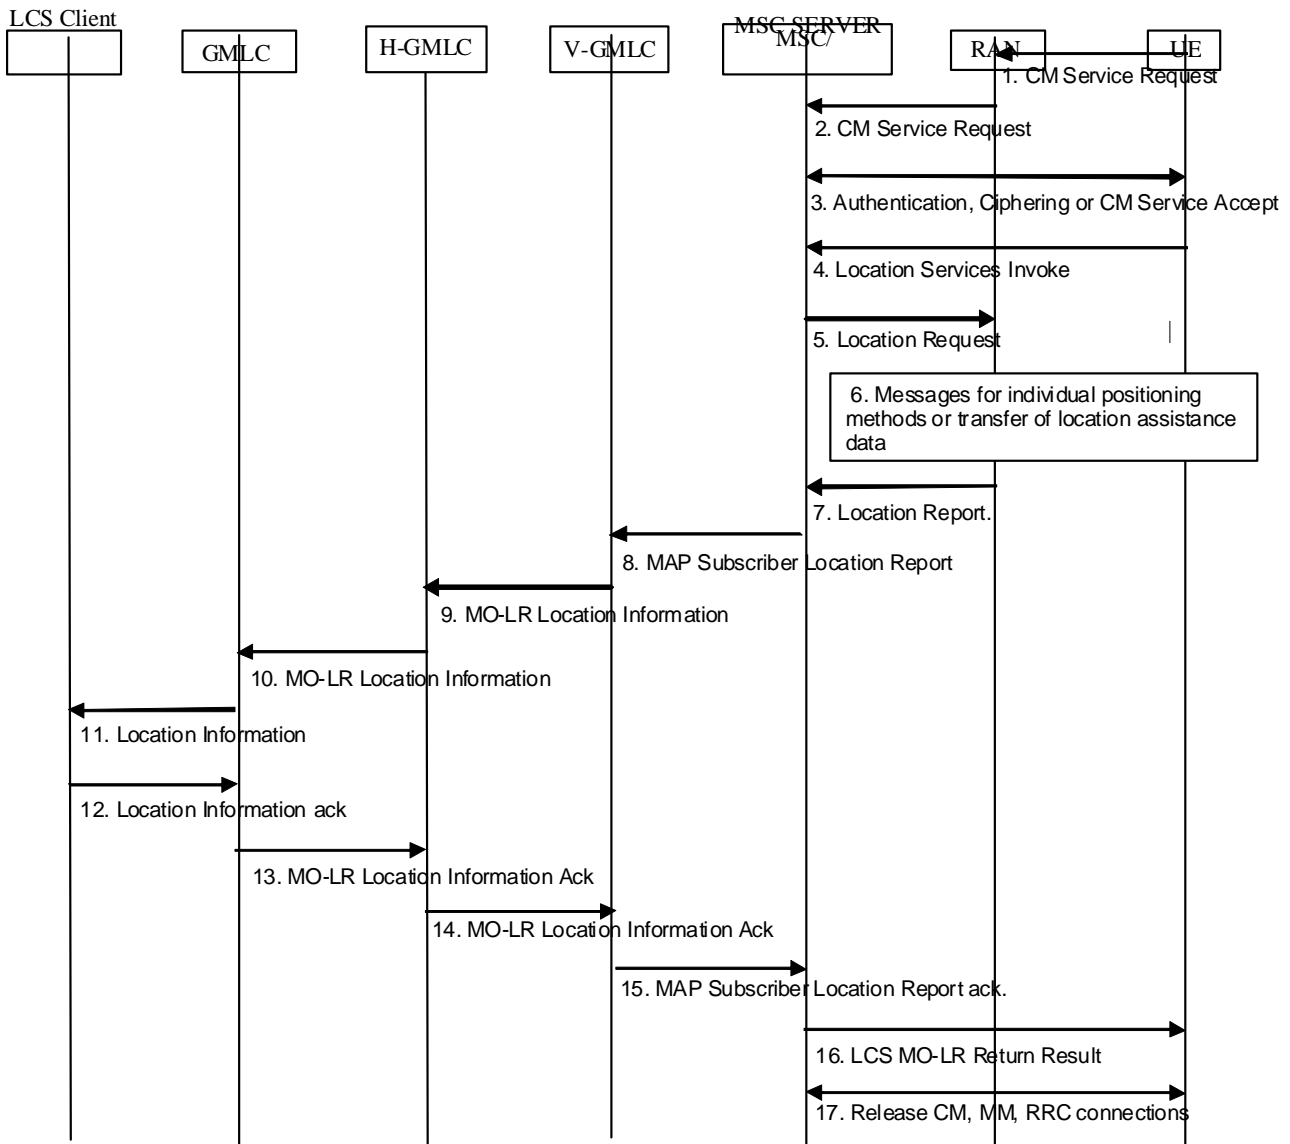 LCS Client
GMLC
H-GMLC
V-GMLC
MSC SERVER
MSC/
RAN
UE
1. CM Service Request
2. CM Service Request
3. Authentication, Ciphering or CM Service Accept
4. Location Services Invoke
5. Location Request
6. Messages for individual positioning
methods or transfer of location assistance
data
7. Location Report.
8. MAP Subscriber Location Report
9. MO-LR Location Information
10. MO-LR Location Information
11. Location Information
12. Location Information ack
13. MO-LR Location Information Ack
14. MO-LR Location Information Ack
15. MAP Subscriber Location Report ack.
16. LCS MO-LR Return Result
17. Release CM, MM, RRC connections